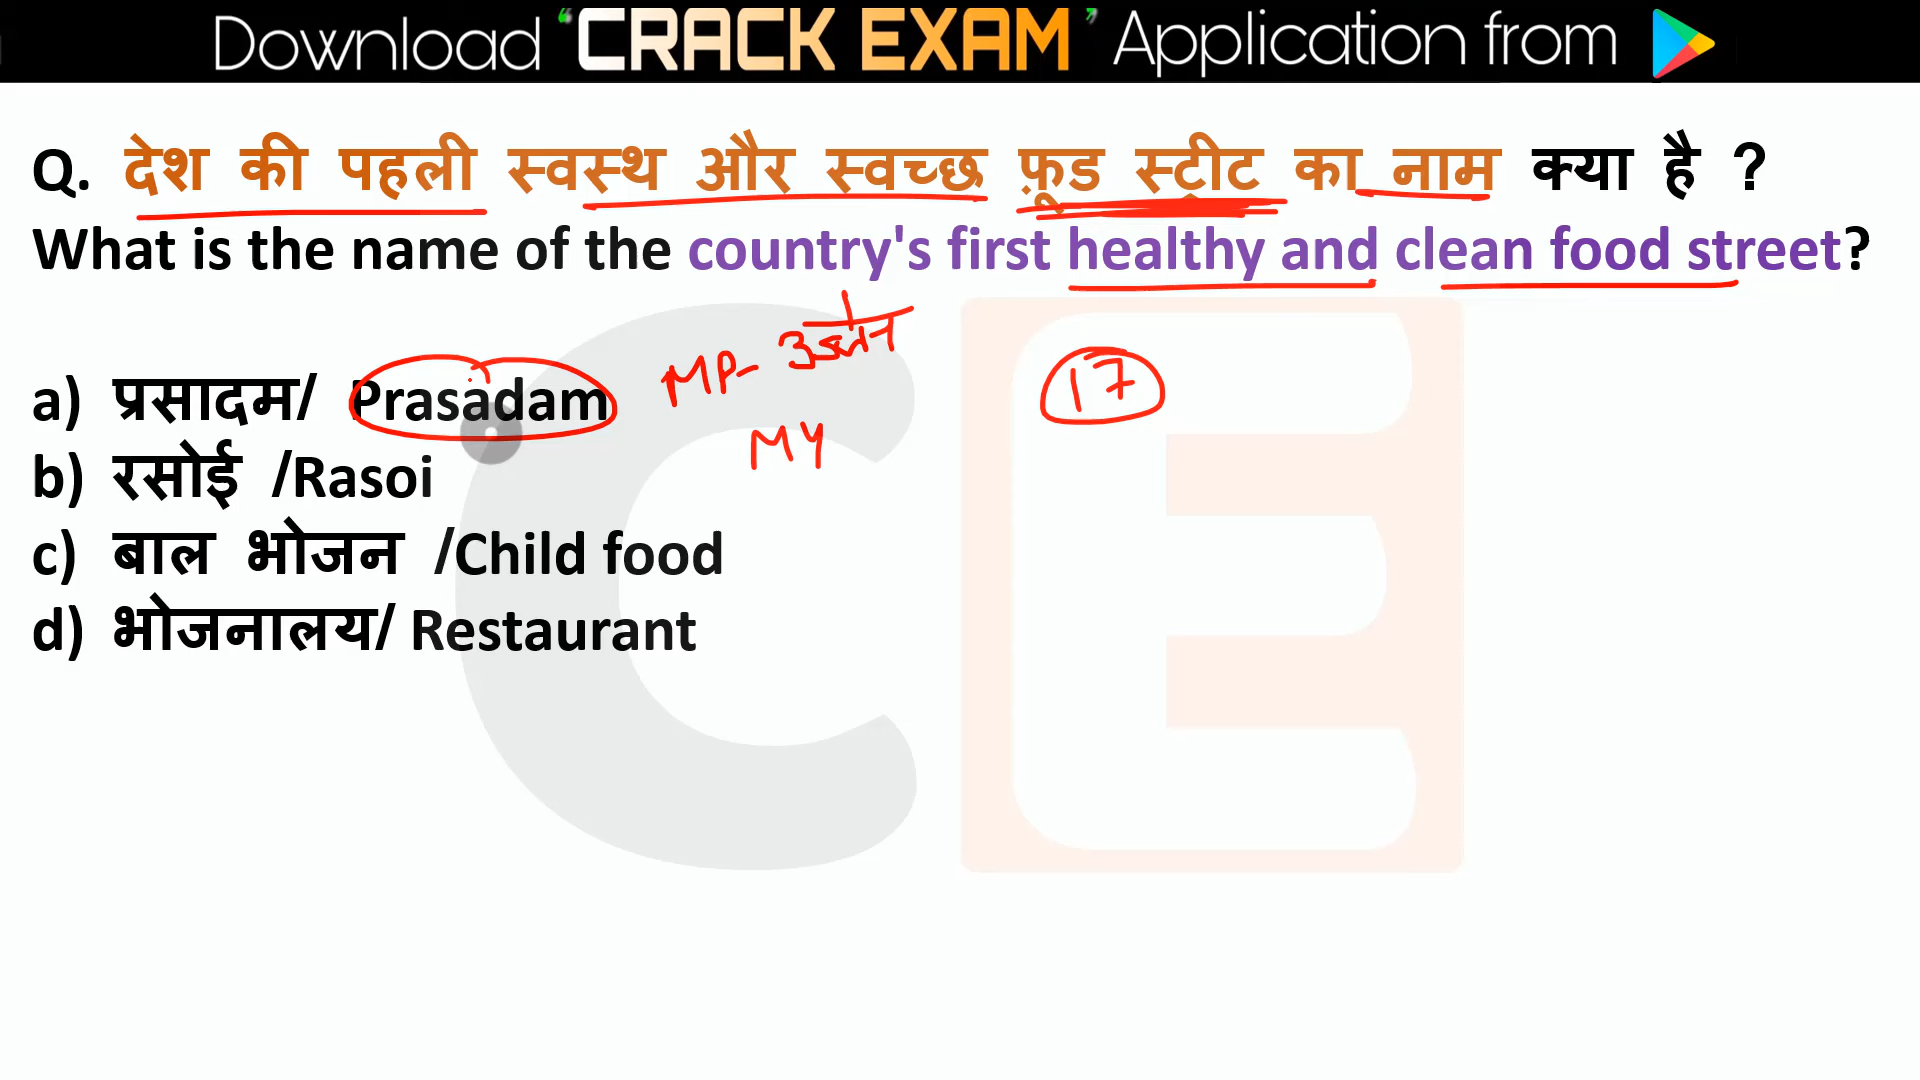 Download ‘CRACK EXAM’ Application from
Q. देश की पहली स्वस्थ और स्वच्छ फ़ूड स्ट्रीट का नाम क्या है ?
What is the name of the country's first healthy and clean food street?
MP- उज्जैन
17
a) प्रसादम/ Prasadam
MY
b) रसोई /Rasoi
c) बाल भोजन /Child food
d) भोजनालय/ Restaurant
CE